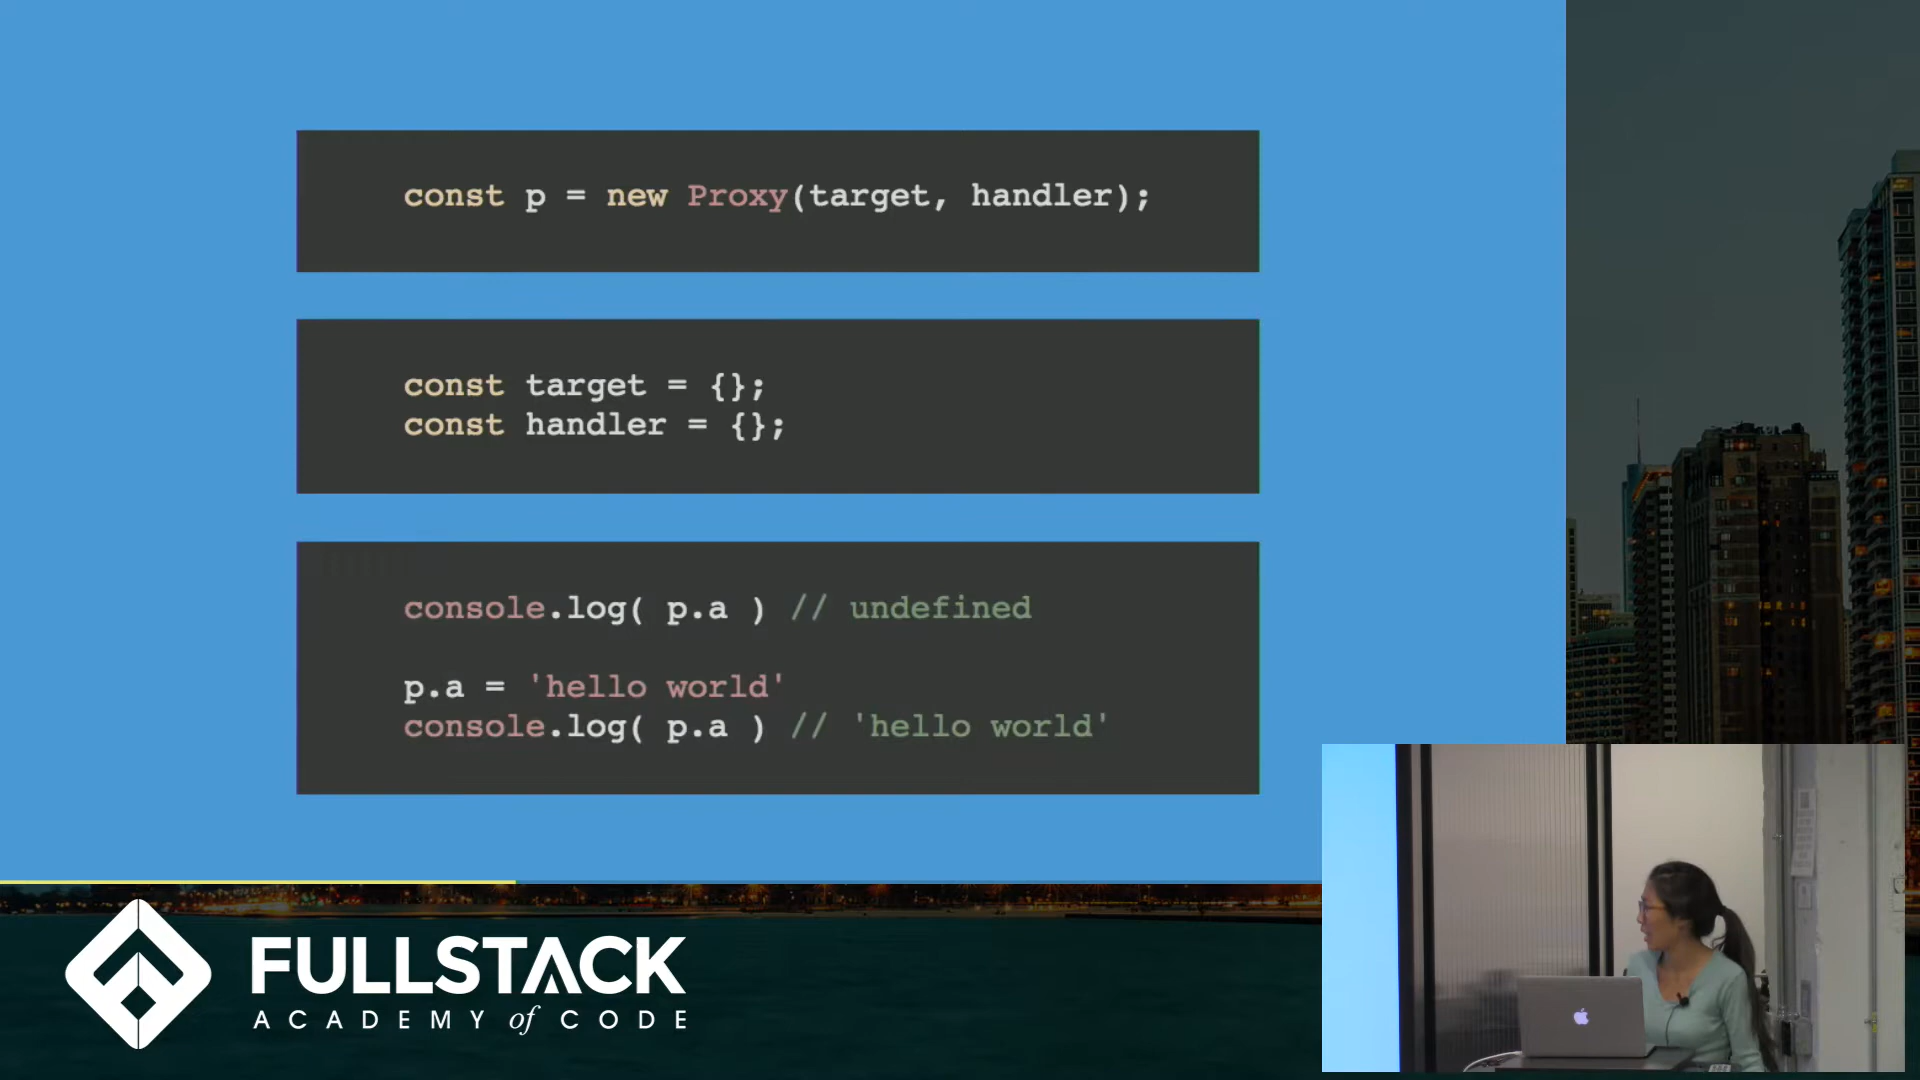 const p = new Proxy(target, handler);
const target = {};
const handler = {};
console.log( p.a ) // undefined
p.a = 'hello world'
console.log( p.a ) // 'hello world'
FULLSTACK
ACADEMY of CODE